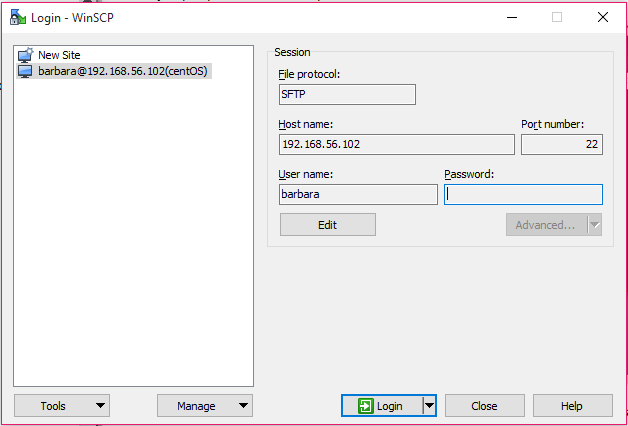 Login - WinSCP
New Site
barbara@192.168.56.102(centOS)
Session
File protocol:
SFTP
Host name:
Port number:
192.168.56.102
22
User name:
Password:
barbara
Edit
Advanced...
Tools
Manage
Login
Close
Help